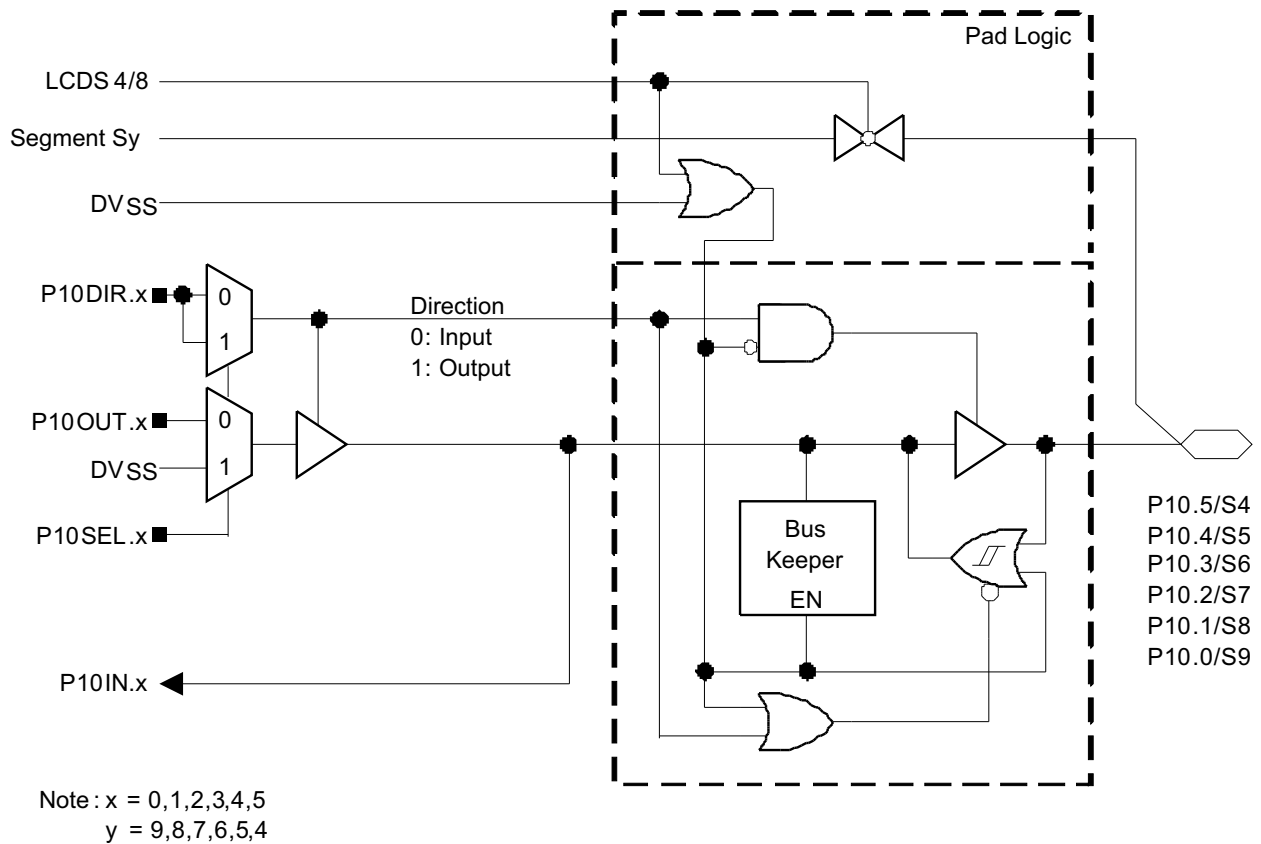 Pad Logic
LCDS 4/8
Segment Sy
DVSS
P10DIR.x
0
1
Direction
0: Input
1: Output
P10OUT.x
0
DVSS
1
P10SEL.x
Bus
Keeper
EN
P10.5/S4
P10.4/S5
P10.3/S6
P10.2/S7
P10.1/S8
P10.0/S9
P10IN.x
Note: x = 0,1,2,3,4,5
y = 9,8,7,6,5,4